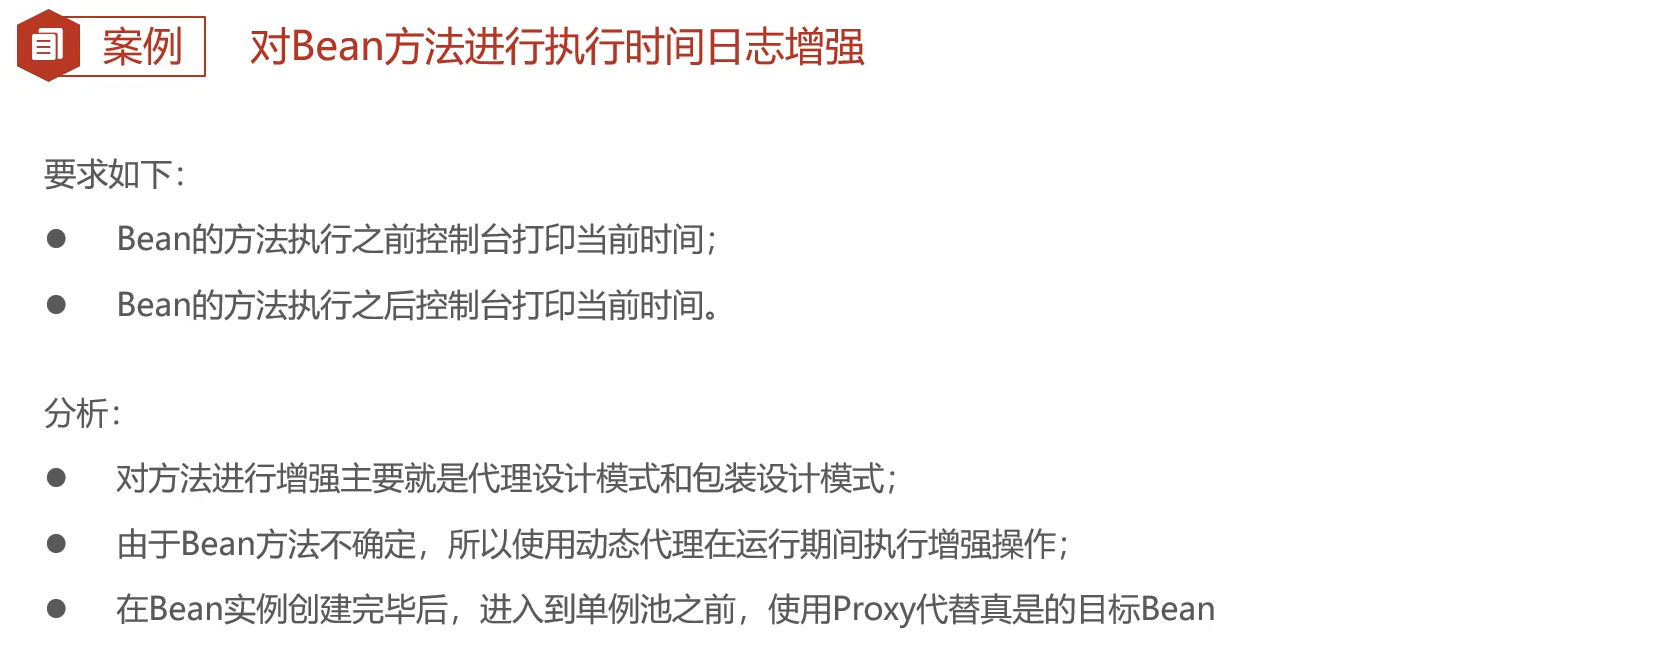 案例
对Bean方法进行执行时间日志增强
要求如下：
● Bean的方法执行之前控制台打印当前时间；
● Bean的方法执行之后控制台打印当前时间。
分析：
● 对方法进行增强主要就是代理设计模式和包装设计模式；
● 由于Bean方法不确定，所以使用动态代理在运行期间执行增强操作；
● 在Bean实例创建完毕后，进入到单例池之前，使用Proxy代替真是的目标Bean